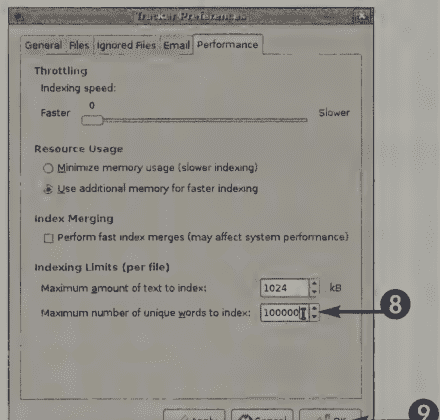 Tracker Preferences
General Files Ignored Files Email Performance
Throttling
Indexing speed:
0
Faster Slower
Resource Usage
Minimize memory usage (slower indexing)
Use additional memory for faster indexing
Index Merging
Perform fast index merges (may affect system performance)
Indexing Limits (per file)
Maximum amount of text to index: 1024 kB
Maximum number of unique words to index: 100000 8
Cancel OK 9